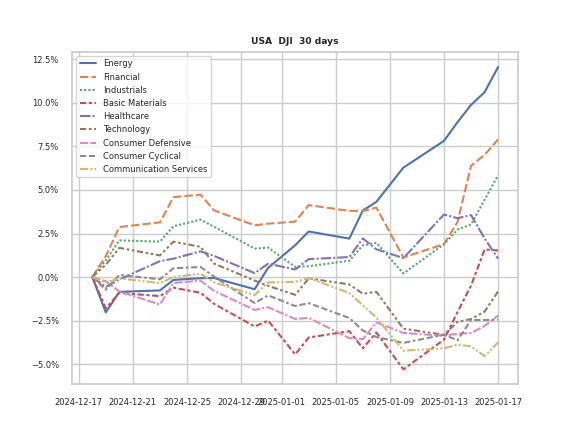 USA DJI 30 days
12.5%
10.0%
7.5%
5.0%
2.5%
0.0%
−2.5%
−5.0%
Energy
Financial
Industrials
Basic Materials
Healthcare
Technology
Consumer Defensive
Consumer Cyclical
Communication Services
2024-12-17 2024-12-21 2024-12-25 2024-12-29 2025-01-01 2025-01-05 2025-01-09 2025-01-13 2025-01-17